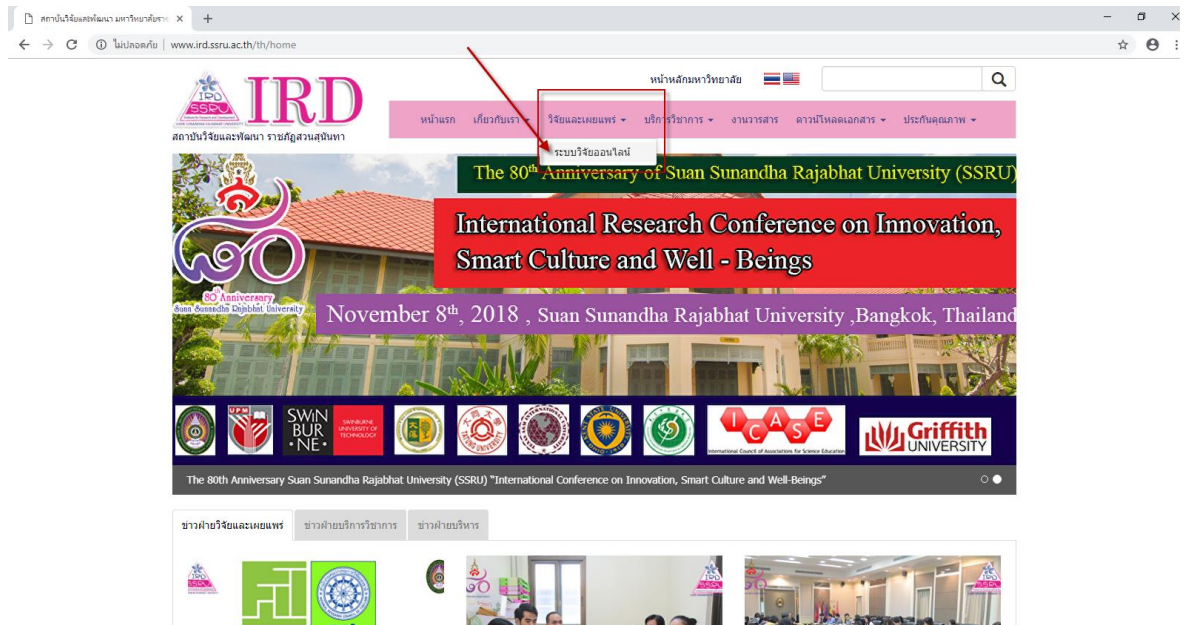 สถาบันวิจัยและพัฒนา มหาวิทยาลัยราช
ไม่ปลอดภัย | www.ird.ssru.ac.th/th/home
IRD
SSRU
IRD
สถาบันวิจัยและพัฒนา ราชภัฏสวนสุนันทา
หน้าหลักมหาวิทยาลัย
หน้าแรก เกี่ยวกับเรา วิจัยและเผยแพร่ บริการวิชาการ งานวารสาร ดาวน์โหลดเอกสาร ประกันคุณภาพ
ระบบวิจัยออนไลน์
The 80th Anniversary of Suan Sunandha Rajabhat University (SSRU)
International Research Conference on Innovation,
Smart Culture and Well - Beings
80th Anniversary
Suan Sunandha Rajabhat University
November 8th, 2018 , Suan Sunandha Rajabhat University ,Bangkok, Thailand
UPM
SWIN
BUR
•NE•
SWINBURNE
UNIVERSITY OF
TECHNOLOGY
ICASE
International Council of Associations for Science Education
Griffith
UNIVERSITY
The 80th Anniversary Suan Sunandha Rajabhat University (SSRU) "International Conference on Innovation, Smart Culture and Well-Beings"
ข่าวฝ่ายวิจัยและเผยแพร่ ข่าวฝ่ายบริการวิชาการ ข่าวฝ่ายบริหาร